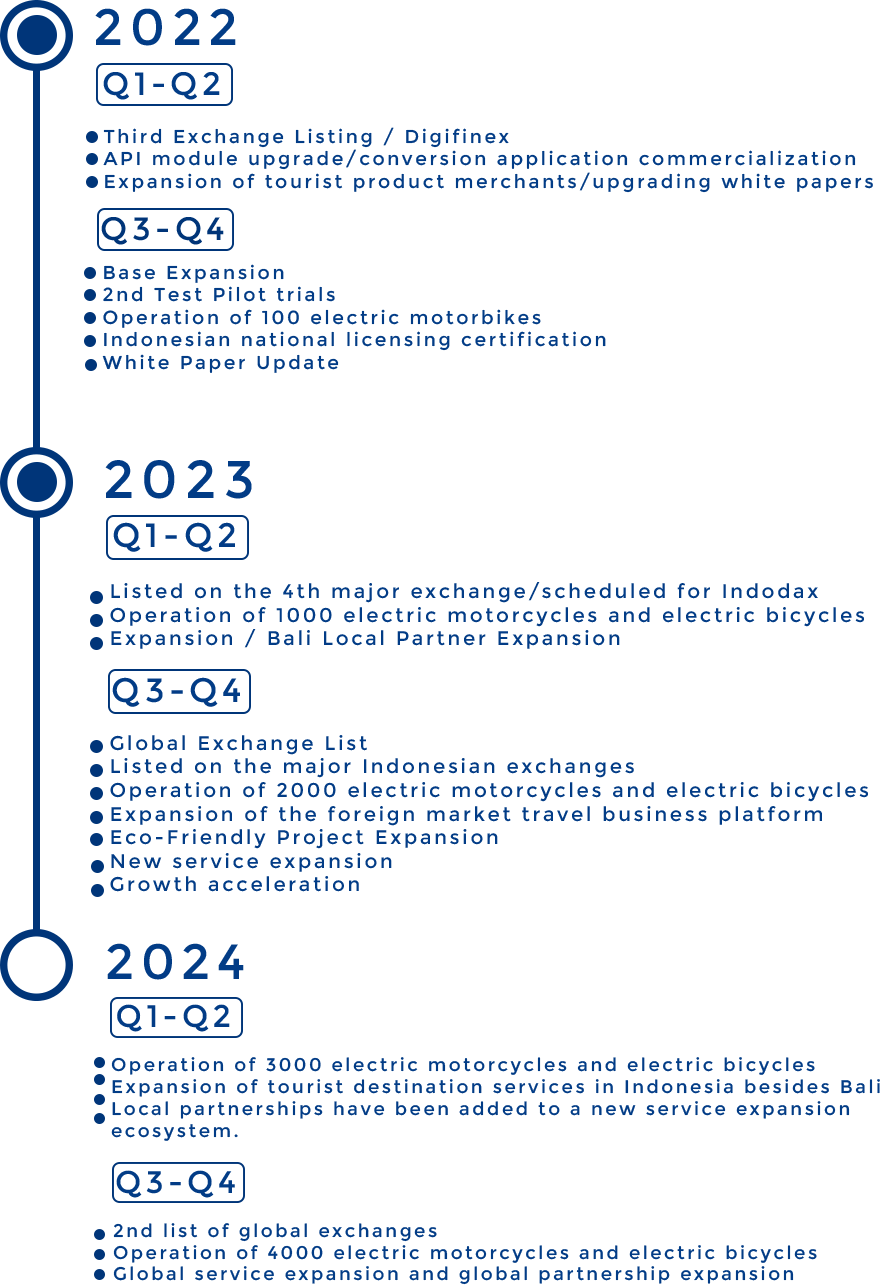 2022
Q1-Q2
Third Exchange Listing / Digifinex
API module upgrade/conversion application commercialization
Expansion of tourist product merchants/upgrading white papers
Q3-Q4
Base Expansion
2nd Test Pilot trials
Operation of 100 electric motorbikes
Indonesian national licensing certification
White Paper Update
2023
Q1-Q2
Listed on the 4th major exchange/scheduled for Indodax
Operation of 1000 electric motorcycles and electric bicycles
Expansion / Bali Local Partner Expansion
Q3-Q4
Global Exchange List
Listed on the major Indonesian exchanges
Operation of 2000 electric motorcycles and electric bicycles
Expansion of the foreign market travel business platform
Eco-Friendly Project Expansion
New service expansion
Growth acceleration
2024
Q1-Q2
Operation of 3000 electric motorcycles and electric bicycles
Expansion of tourist destination services in Indonesia besides Bali
Local partnerships have been added to a new service expansion
ecosystem.
Q3-Q4
2nd list of global exchanges
Operation of 4000 electric motorcycles and electric bicycles
Global service expansion and global partnership expansion